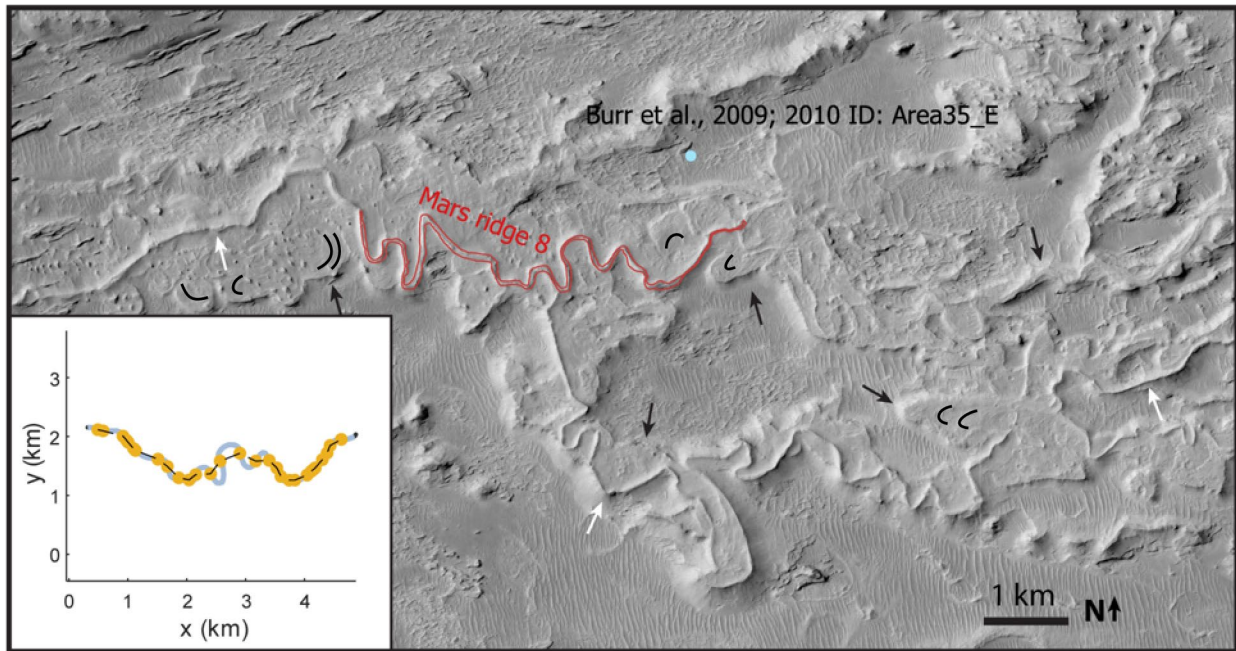 Burr et al., 2009; 2010 ID: Area35_E
Mars ridge 8
3
2
1
0
y (km)
0 1 2 3 4
x (km)
1 km
N